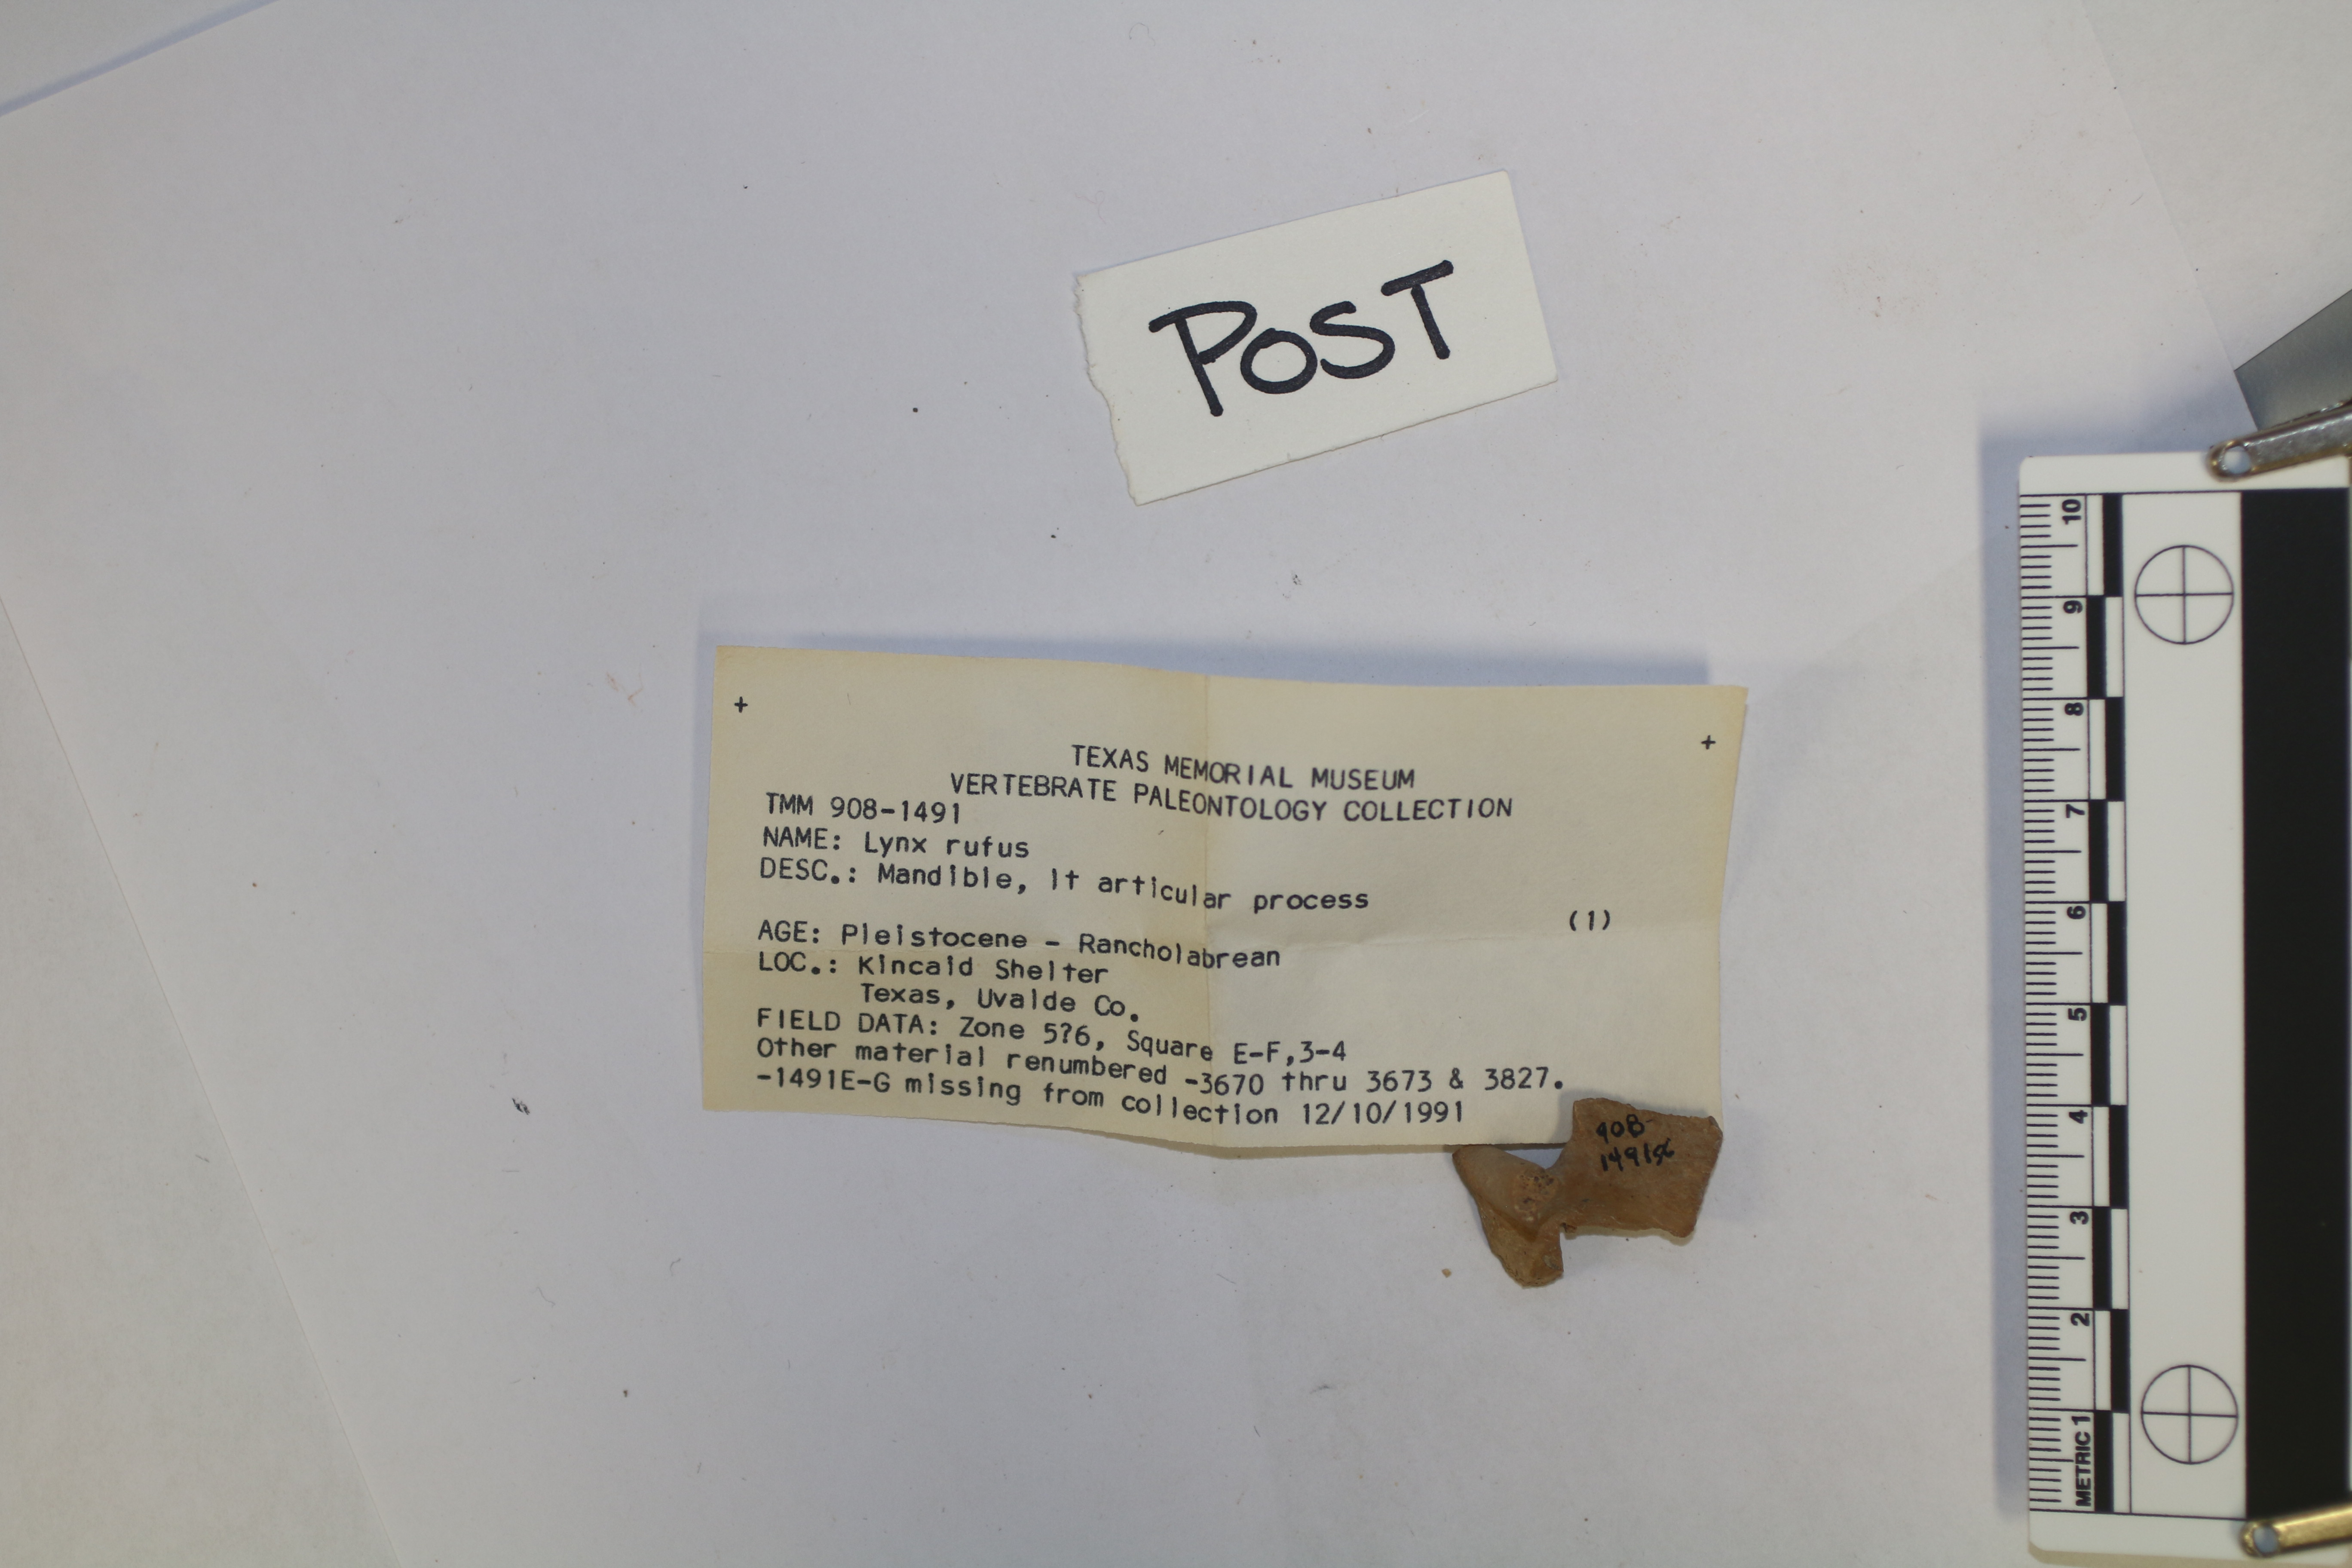 + +
TEXAS MEMORIAL MUSEUM
VERTEBRATE PALEONTOLOGY COLLECTION
TMM 908-1491
NAME: Lynx rufus
DESC.: Mandible, lt articular process
(1)
AGE: Pleistocene - Rancholabrean
LOC.: Kincaid Shelter
Texas, Uvalde Co.
FIELD DATA: Zone 5?6, Square E-F,3-4
Other material renumbered -3670 thru 3673 & 3827.
-1491E-G missing from collection 12/10/1991
POST
908-
METRIC 1 2 3 4 5 6 7 8 9 10